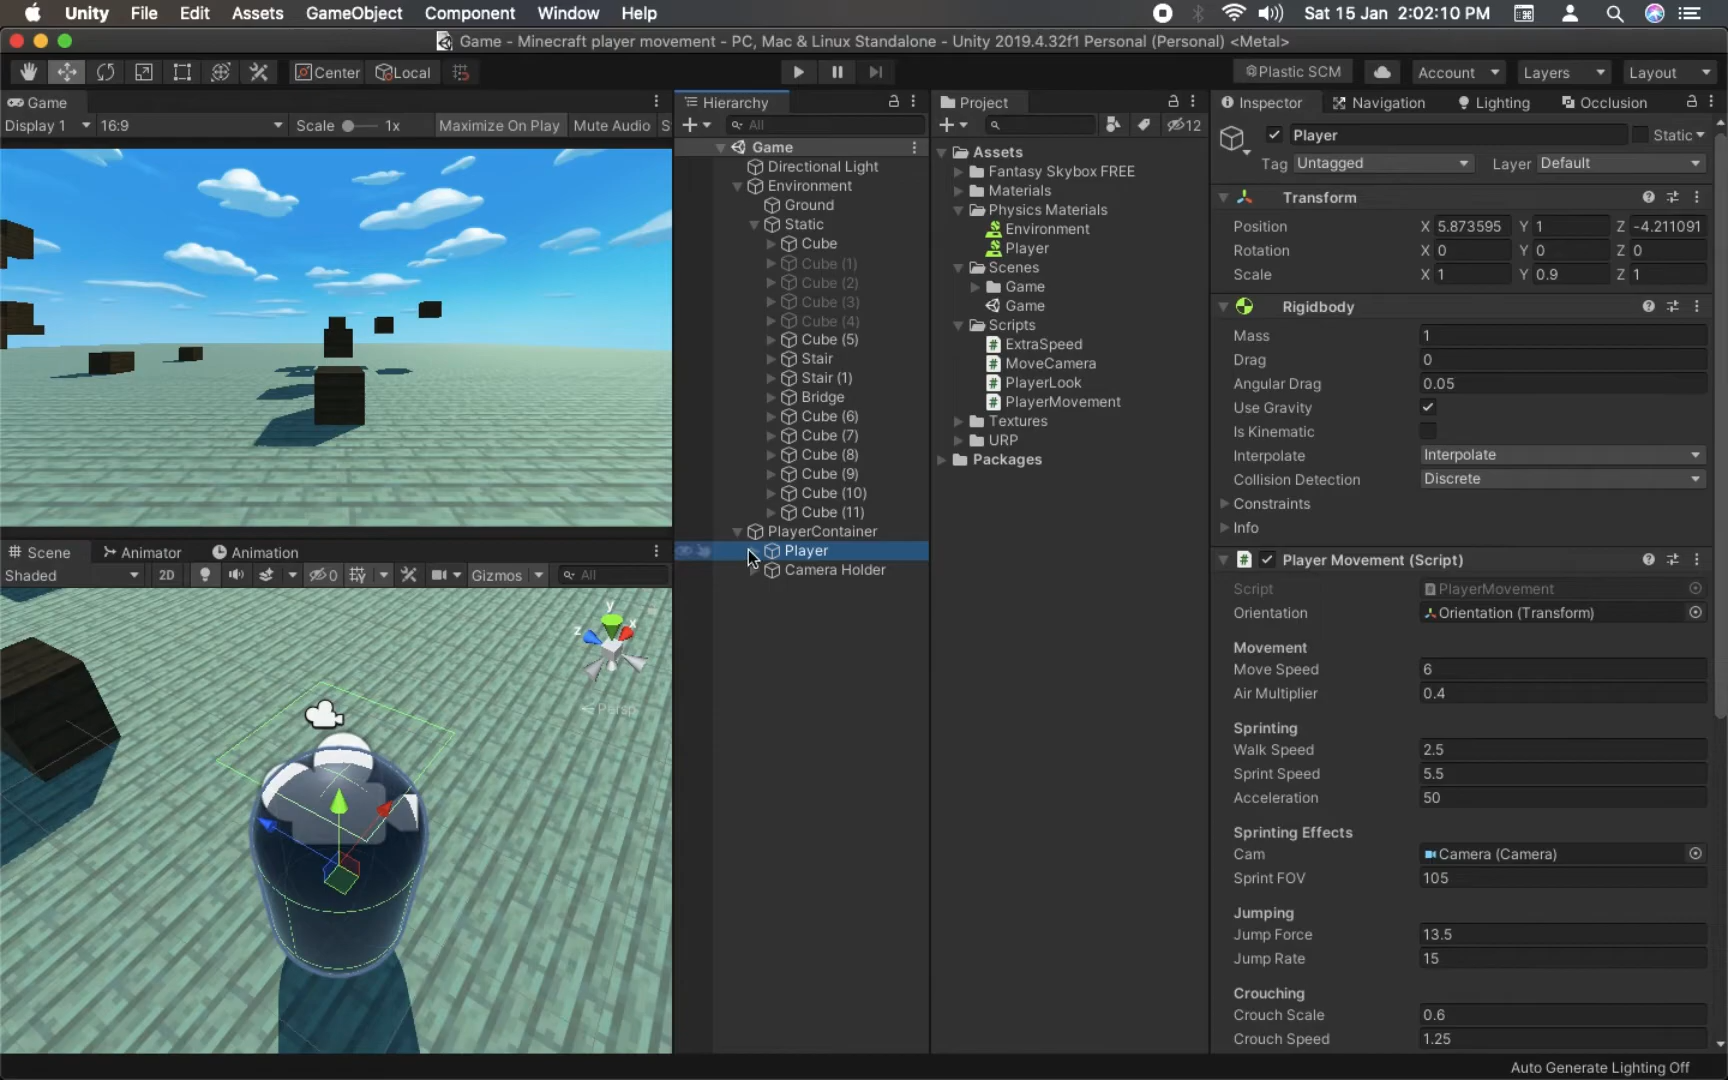 Unity File Edit Assets GameObject Component Window Help Sat 15 Jan 2:02:10 PM
Game - Minecraft player movement - PC, Mac & Linux Standalone - Unity 2019.4.32f1 Personal (Personal) <Metal>
Center Local Plastic SCM Account Layers Layout
Game
Display 1 16:9 Scale 1x Maximize On Play Mute Audio S
Scene Animator Animation
Shaded 2D 0 Gizmos All
y
z x
Persp
Hierarchy
All
Game
Directional Light
Environment
Ground
Static
Cube
Cube (1)
Cube (2)
Cube (3)
Cube (4)
Cube (5)
Stair
Stair (1)
Bridge
Cube (6)
Cube (7)
Cube (8)
Cube (9)
Cube (10)
Cube (11)
PlayerContainer
Player
Camera Holder
Project
12
Assets
Fantasy Skybox FREE
Materials
Physics Materials
Environment
Player
Scenes
Game
Game
Scripts
ExtraSpeed
MoveCamera
PlayerLook
PlayerMovement
Textures
URP
Packages
Inspector Navigation Lighting Occlusion
Player Static
Tag Untagged Layer Default
Transform
Position X 5.873595 Y 1 Z -4.211091
Rotation X 0 Y 0 Z 0
Scale X 1 Y 0.9 Z 1
Rigidbody
Mass 1
Drag 0
Angular Drag 0.05
Use Gravity
Is Kinematic
Interpolate Interpolate
Collision Detection Discrete
Constraints
Info
Player Movement (Script)
Script PlayerMovement
Orientation Orientation (Transform)
Movement
Move Speed 6
Air Multiplier 0.4
Sprinting
Walk Speed 2.5
Sprint Speed 5.5
Acceleration 50
Sprinting Effects
Cam Camera (Camera)
Sprint FOV 105
Jumping
Jump Force 13.5
Jump Rate 15
Crouching
Crouch Scale 0.6
Crouch Speed 1.25
Auto Generate Lighting Off